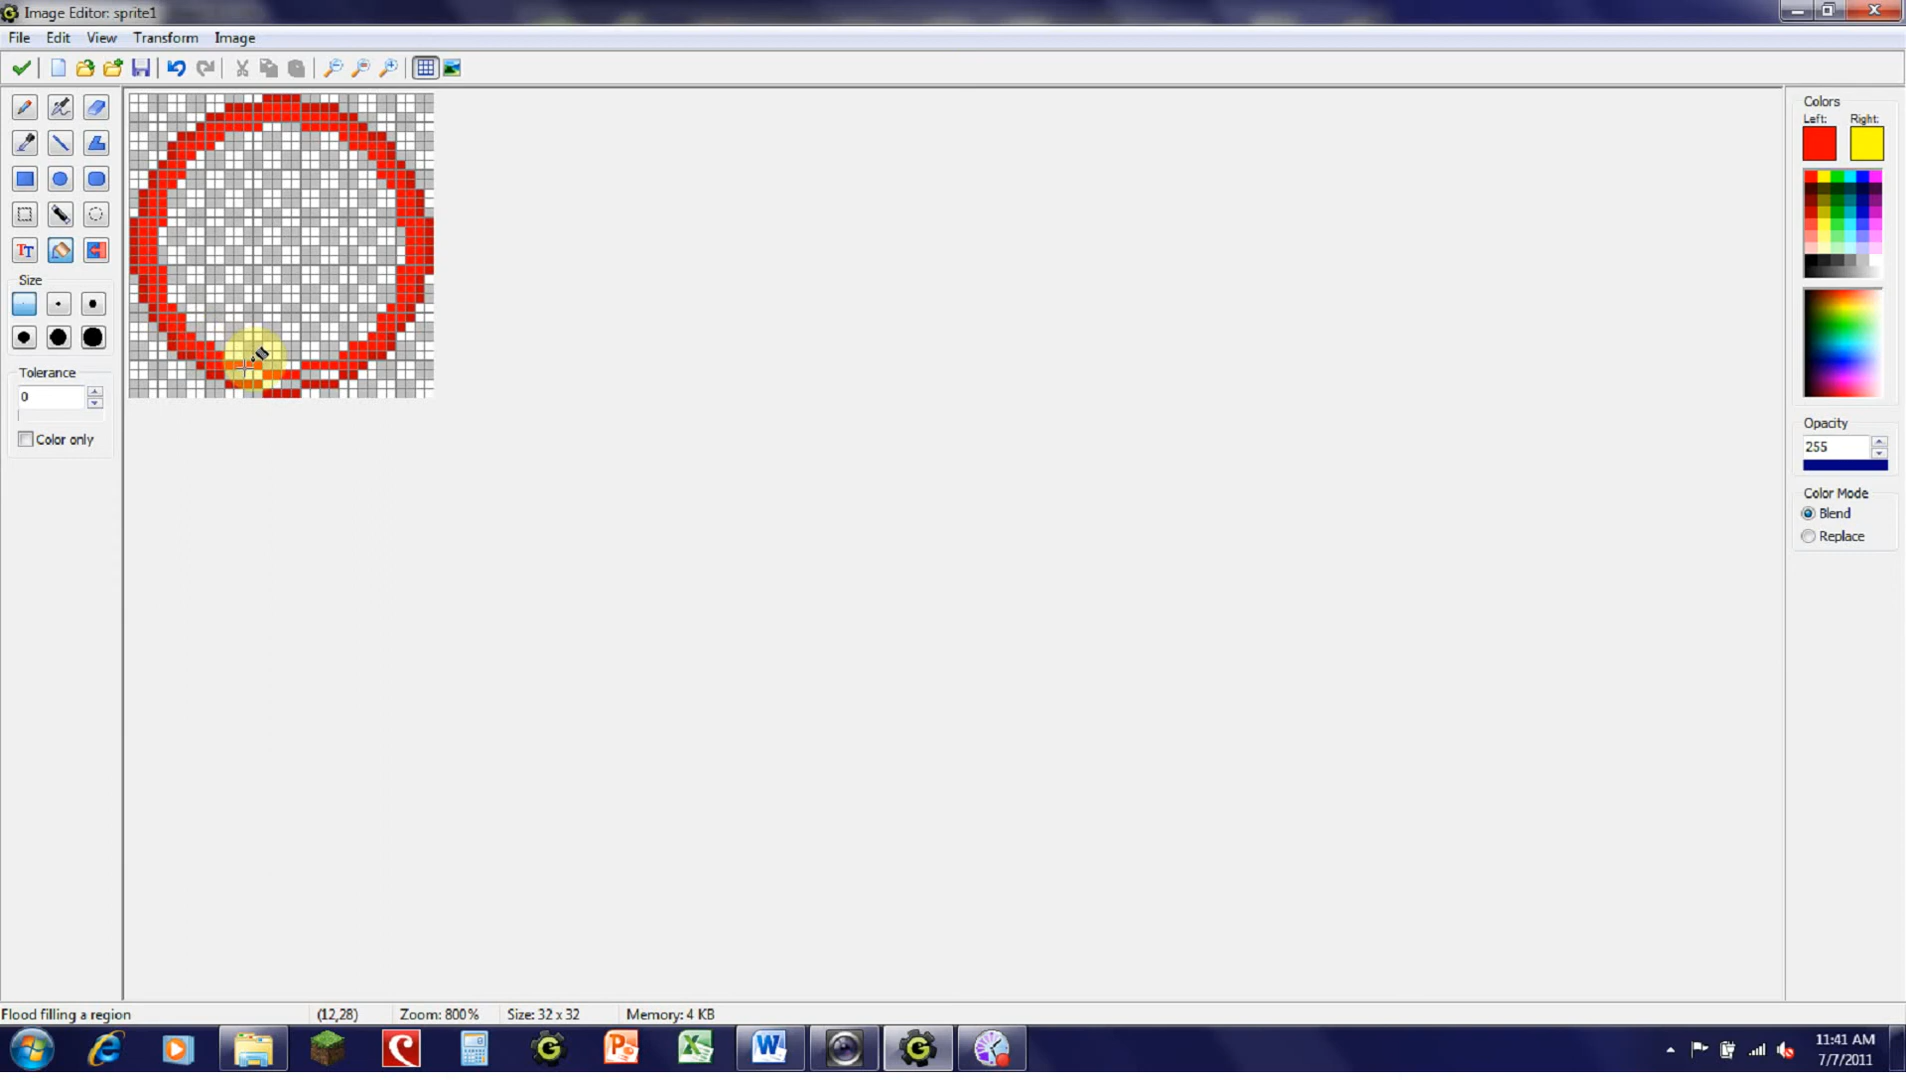 Image Editor: sprite1
File Edit View Transform Image
Colors
Left: Right:
TT
Size
Tolerance
0
Color only
Opacity
255
Color Mode
Blend
Replace
Flood filling a region (12,28) Zoom: 800% Size: 32 x 32 Memory: 4 KB
11:41 AM
7/7/2011